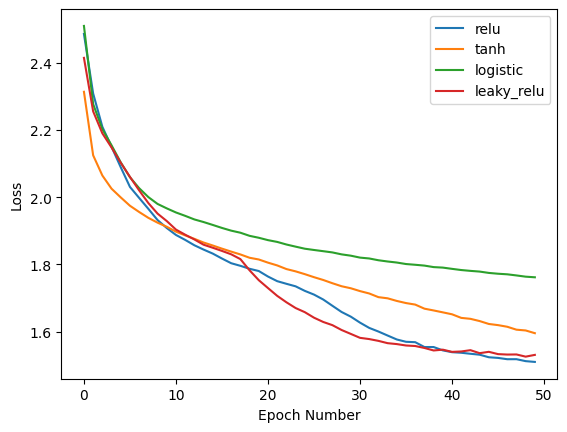 relu
tanh
logistic
leaky_relu
2.4
2.2
2.0
1.8
1.6
Loss
0 10 20 30 40 50
Epoch Number